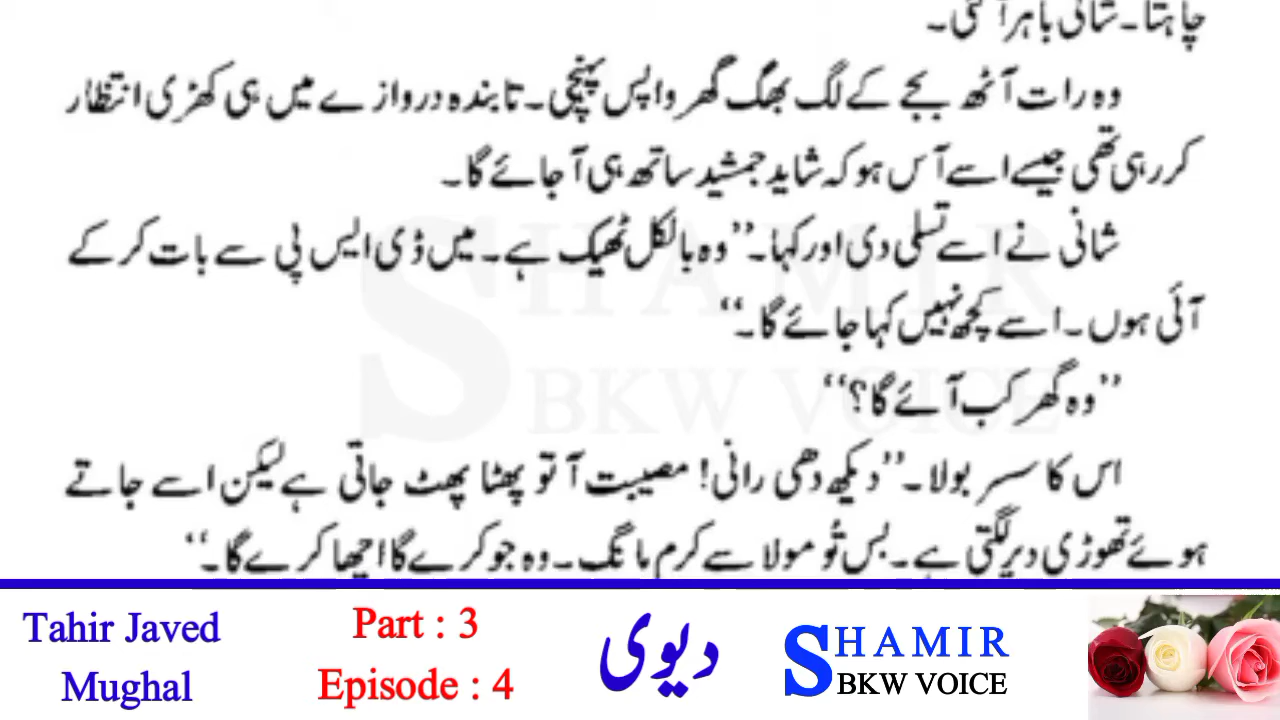 چاہتا۔ شانی باہر آ گئی۔
وہ رات آٹھ بجے کے لگ بھگ گھر واپس پہنچی۔ تابندہ دروازے میں ہی کھڑی انتظار
کر رہی تھی جیسے اسے آس ہو کہ شاید جمشید ساتھ ہی آ جائے گا۔
شانی نے اسے تسلی دی اور کہا۔ ’’وہ بالکل ٹھیک ہے۔ میں ڈی ایس پی سے بات کر کے
آئی ہوں۔ اسے کچھ نہیں کہا جائے گا۔‘‘
’’وہ گھر کب آئے گا؟‘‘
اس کا سسر بولا۔ ’’دیکھ دھی رانی! مصیبت آ تو پھٹا پھٹ جاتی ہے لیکن اسے جاتے
ہوئے تھوڑی دیر لگتی ہے۔ بس تُو مولا سے کرم مانگ۔ وہ جو کرے گا اچھا کرے گا۔‘‘
SHAMIR
BKW VOICE
Tahir Javed
Mughal
Part : 3
Episode : 4
دیوی
SHAMIR
BKW VOICE